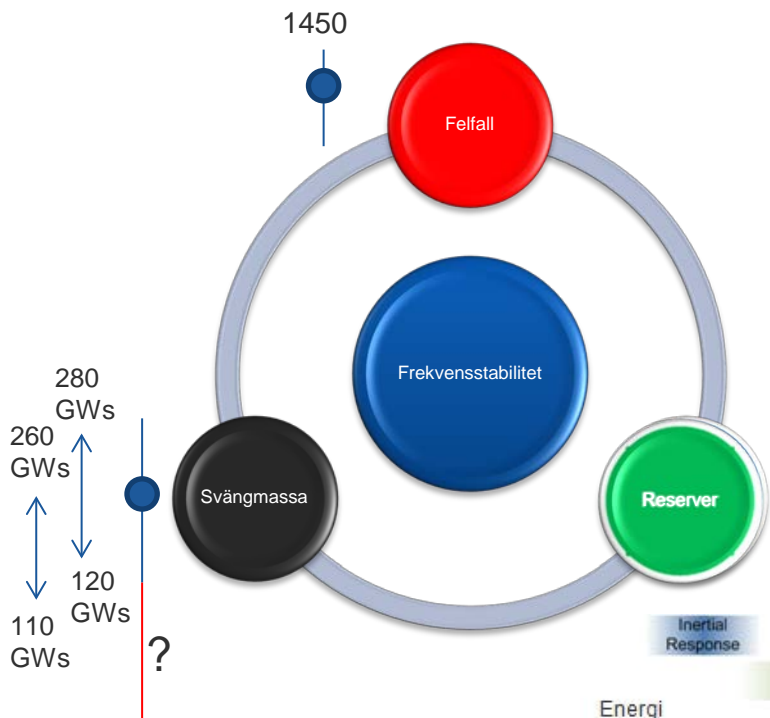 1450
Felfall
Frekvensstabilitet
280
GWs
260
GWs
Svängmassa
Reserver
120
GWs
110
GWs
?
Inertial
Response
Energi